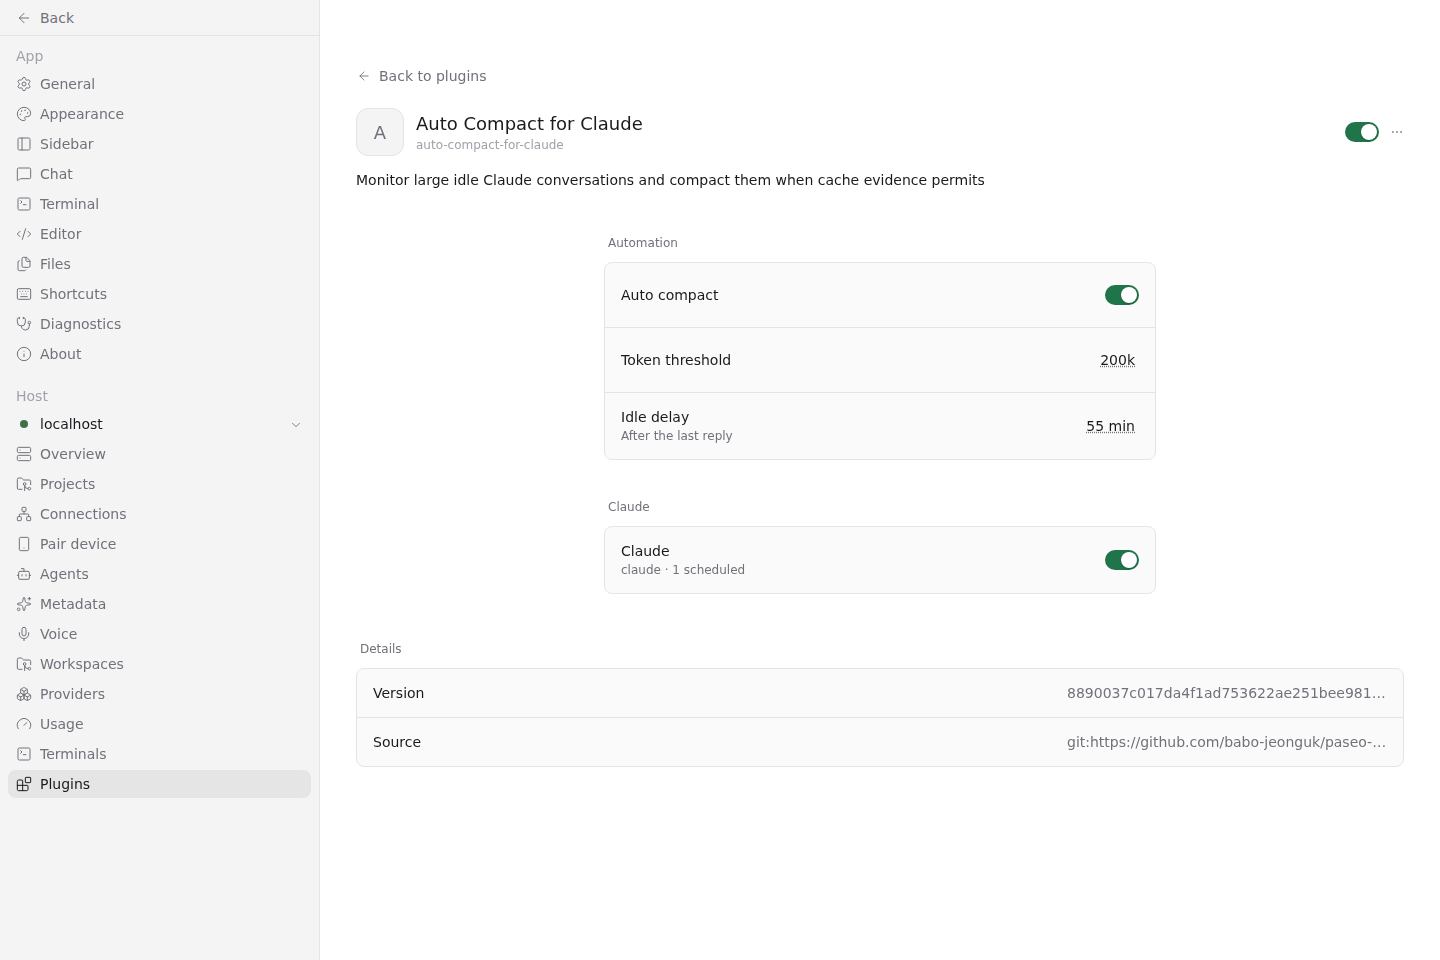 Back
App
General
Appearance
Sidebar
Chat
Terminal
Editor
Files
Shortcuts
Diagnostics
About
Host
localhost
Overview
Projects
Connections
Pair device
Agents
Metadata
Voice
Workspaces
Providers
Usage
Terminals
Plugins
Back to plugins
A
Auto Compact for Claude
auto-compact-for-claude
Monitor large idle Claude conversations and compact them when cache evidence permits
Automation
Auto compact
Token threshold 200k
Idle delay
After the last reply
55 min
Claude
Claude
claude · 1 scheduled
Details
Version 8890037c017da4f1ad753622ae251bee981…
Source git:https://github.com/babo-jeonguk/paseo-…